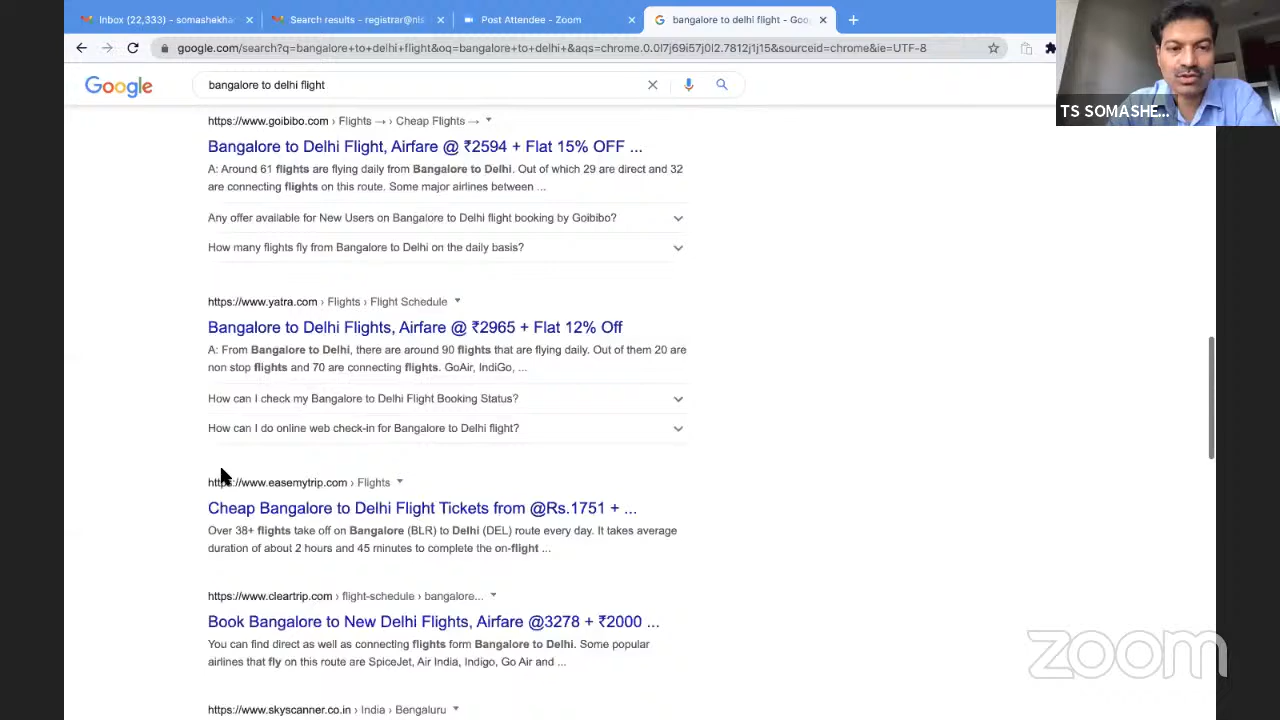 Inbox (22,333) - somashekha
Search results - registrar@nls
Post Attendee - Zoom
bangalore to delhi flight - Goo
google.com/search?q=bangalore+to+delhi+flight&oq=bangalore+to+delhi+&aqs=chrome.0.0l7j69i57j0l2.7812j1j15&sourceid=chrome&ie=UTF-8
TS SOMASHE...
Google
bangalore to delhi flight
https://www.goibibo.com › Flights → › Cheap Flights →
Bangalore to Delhi Flight, Airfare @ ₹2594 + Flat 15% OFF ...
A: Around 61 flights are flying daily from Bangalore to Delhi. Out of which 29 are direct and 32
are connecting flights on this route. Some major airlines between ...
Any offer available for New Users on Bangalore to Delhi flight booking by Goibibo?
How many flights fly from Bangalore to Delhi on the daily basis?
https://www.yatra.com › Flights › Flight Schedule
Bangalore to Delhi Flights, Airfare @ ₹2965 + Flat 12% Off
A: From Bangalore to Delhi, there are around 90 flights that are flying daily. Out of them 20 are
non stop flights and 70 are connecting flights. GoAir, IndiGo, ...
How can I check my Bangalore to Delhi Flight Booking Status?
How can I do online web check-in for Bangalore to Delhi flight?
https://www.easemytrip.com › Flights
Cheap Bangalore to Delhi Flight Tickets from @Rs.1751 + ...
Over 38+ flights take off on Bangalore (BLR) to Delhi (DEL) route every day. It takes average
duration of about 2 hours and 45 minutes to complete the on-flight ...
https://www.cleartrip.com › flight-schedule › bangalore...
Book Bangalore to New Delhi Flights, Airfare @3278 + ₹2000 ...
You can find direct as well as connecting flights form Bangalore to Delhi. Some popular
airlines that fly on this route are SpiceJet, Air India, Indigo, Go Air and ...
zoom
https://www.skyscanner.co.in › India › Bengaluru